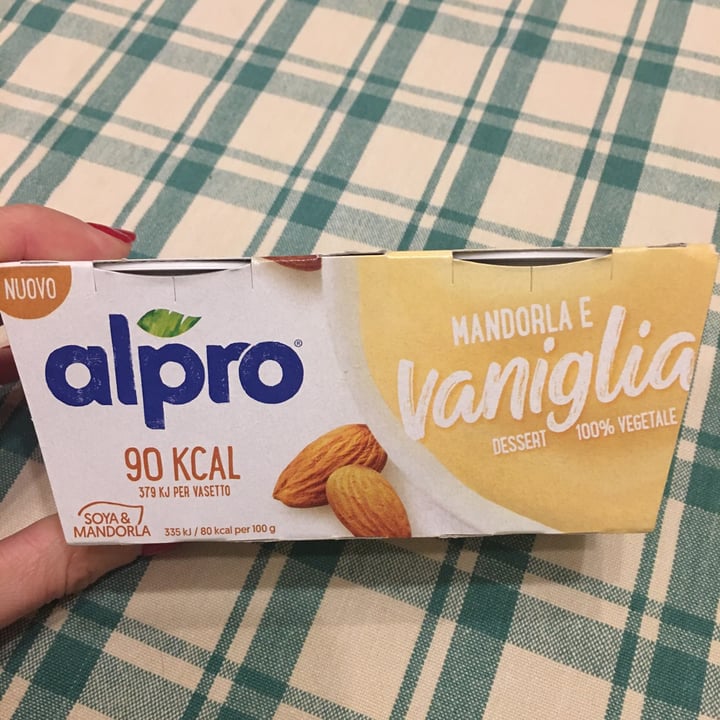 NUOVO
alpro®
90 KCAL
379 KJ PER VASETTO
SOYA &
MANDORLA
335 kJ / 80 kcal per 100 g
MANDORLA E
vaniglia
DESSERT 100% VEGETALE